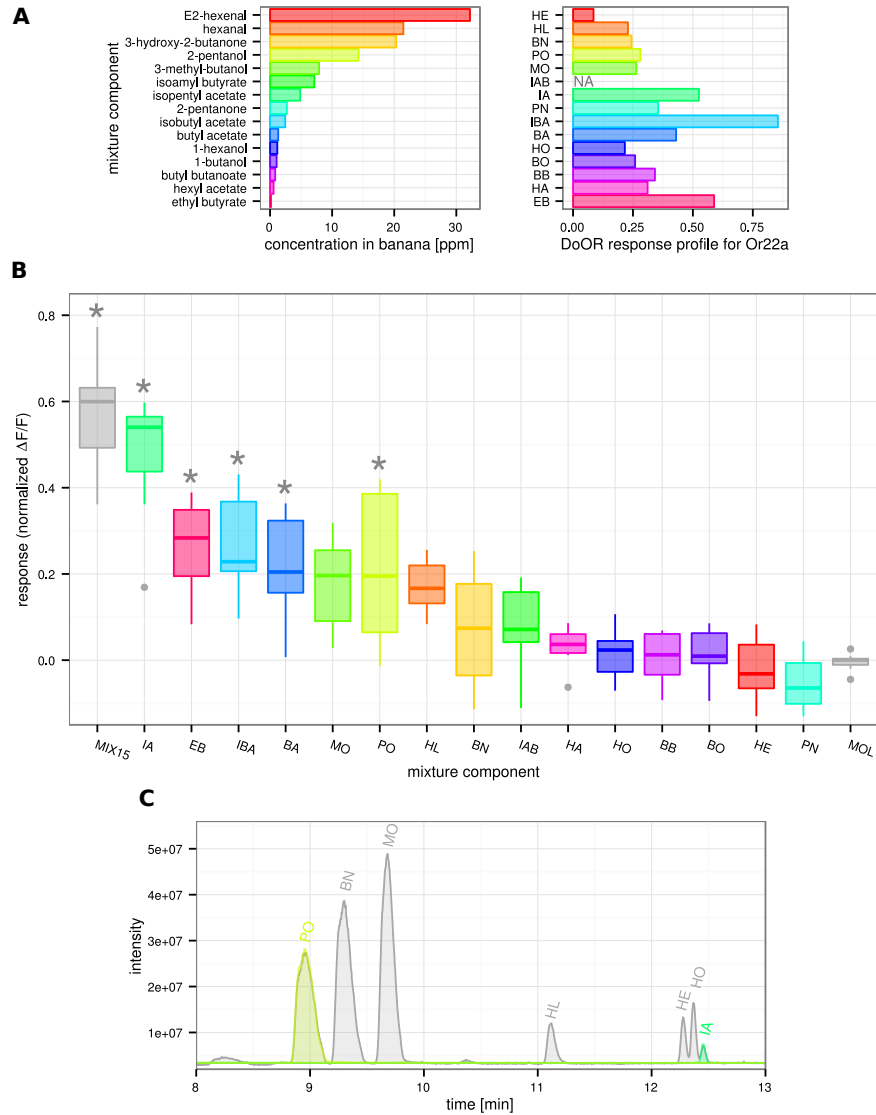 A
mixture component
E2-hexenal
hexanal
3-hydroxy-2-butanone
2-pentanol
3-methyl-butanol
isoamyl butyrate
isopentyl acetate
2-pentanone
isobutyl acetate
butyl acetate
1-hexanol
1-butanol
butyl butanoate
hexyl acetate
ethyl butyrate
0 10 20 30
concentration in banana [ppm]
HE
HL
BN
PO
MO
IAB NA
IA
PN
IBA
BA
HO
BO
BB
HA
EB
0.00 0.25 0.50 0.75
DoOR response profile for Or22a
B
response (normalized ΔF/F)
0.8
0.6
0.4
0.2
0.0
* * * * * *
MIX15 IA EB IBA BA MO PO HL BN IAB HA HO BB BO HE PN MOL
mixture component
C
intensity
5e+07
4e+07
3e+07
2e+07
1e+07
PO BN MO HL HE HO IA
8 9 10 11 12 13
time [min]